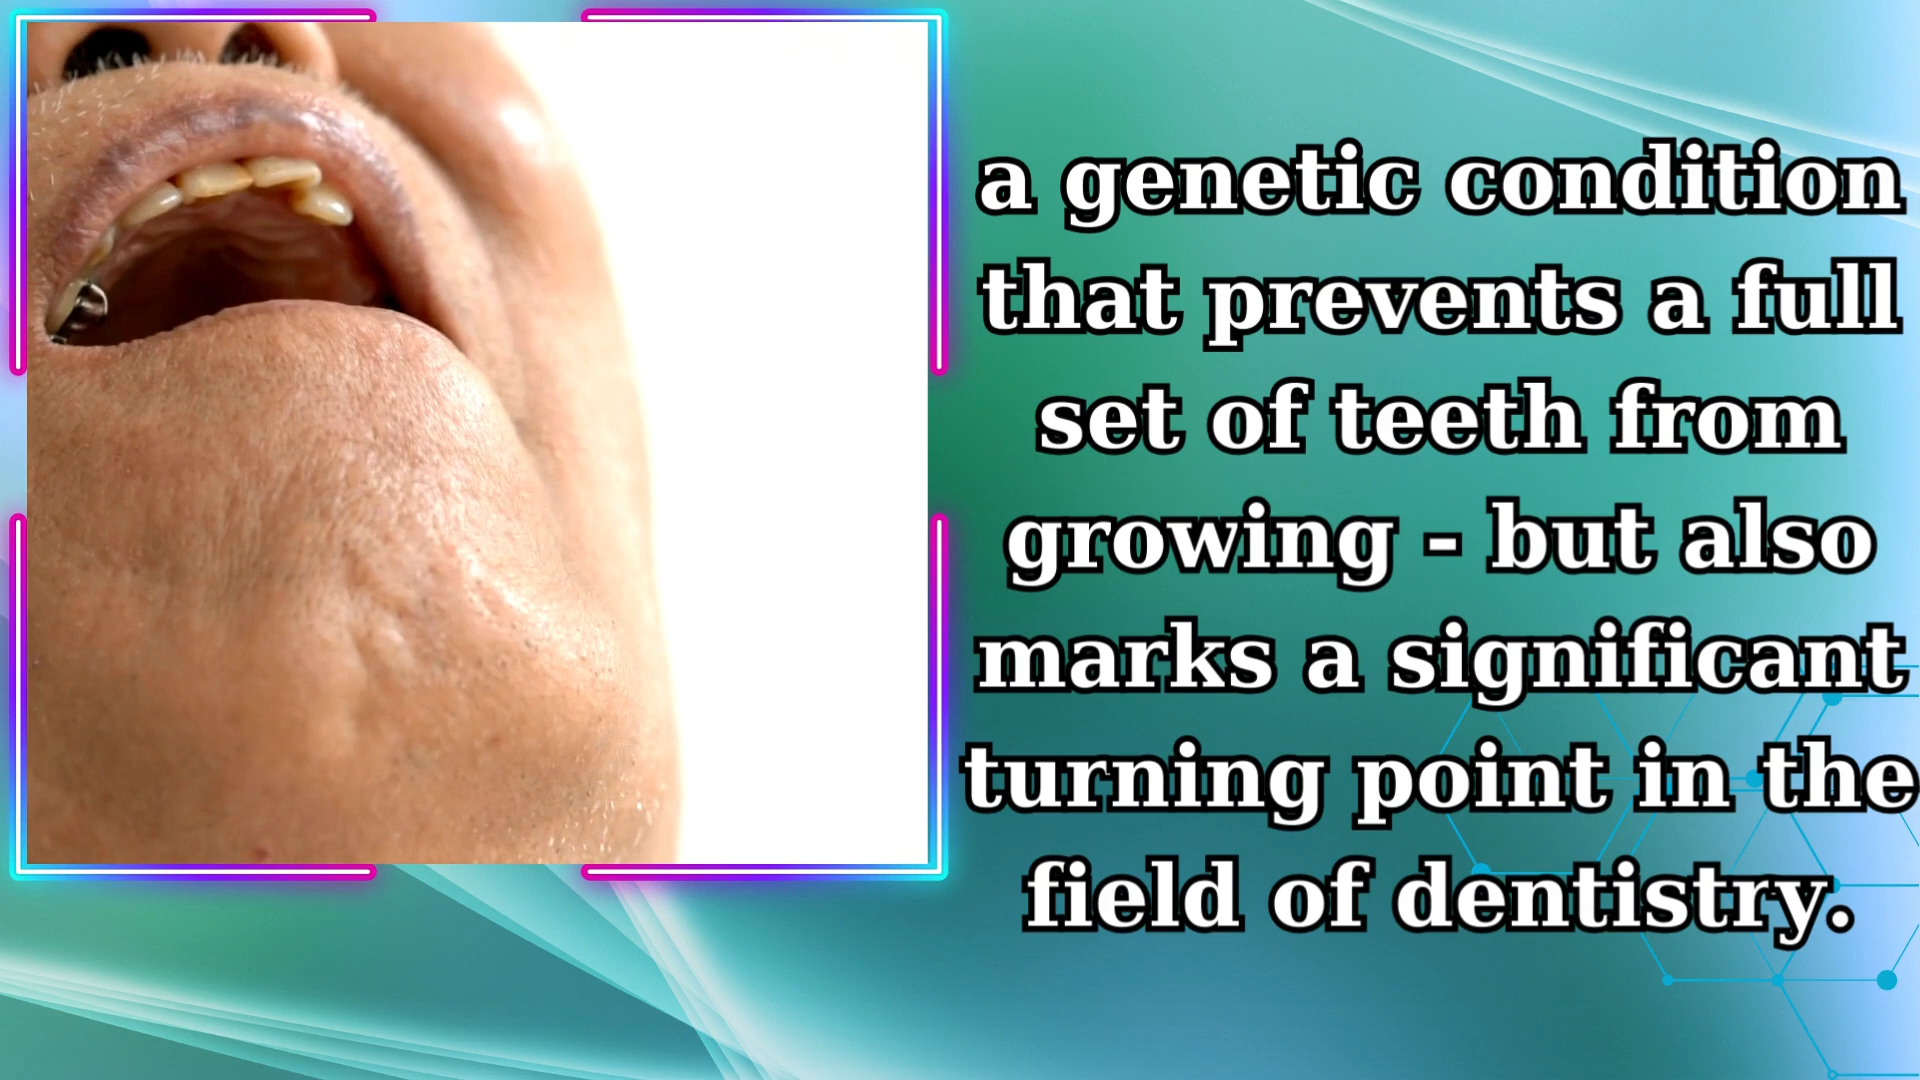 a genetic condition
that prevents a full
set of teeth from
growing - but also
marks a significant
turning point in the
field of dentistry.